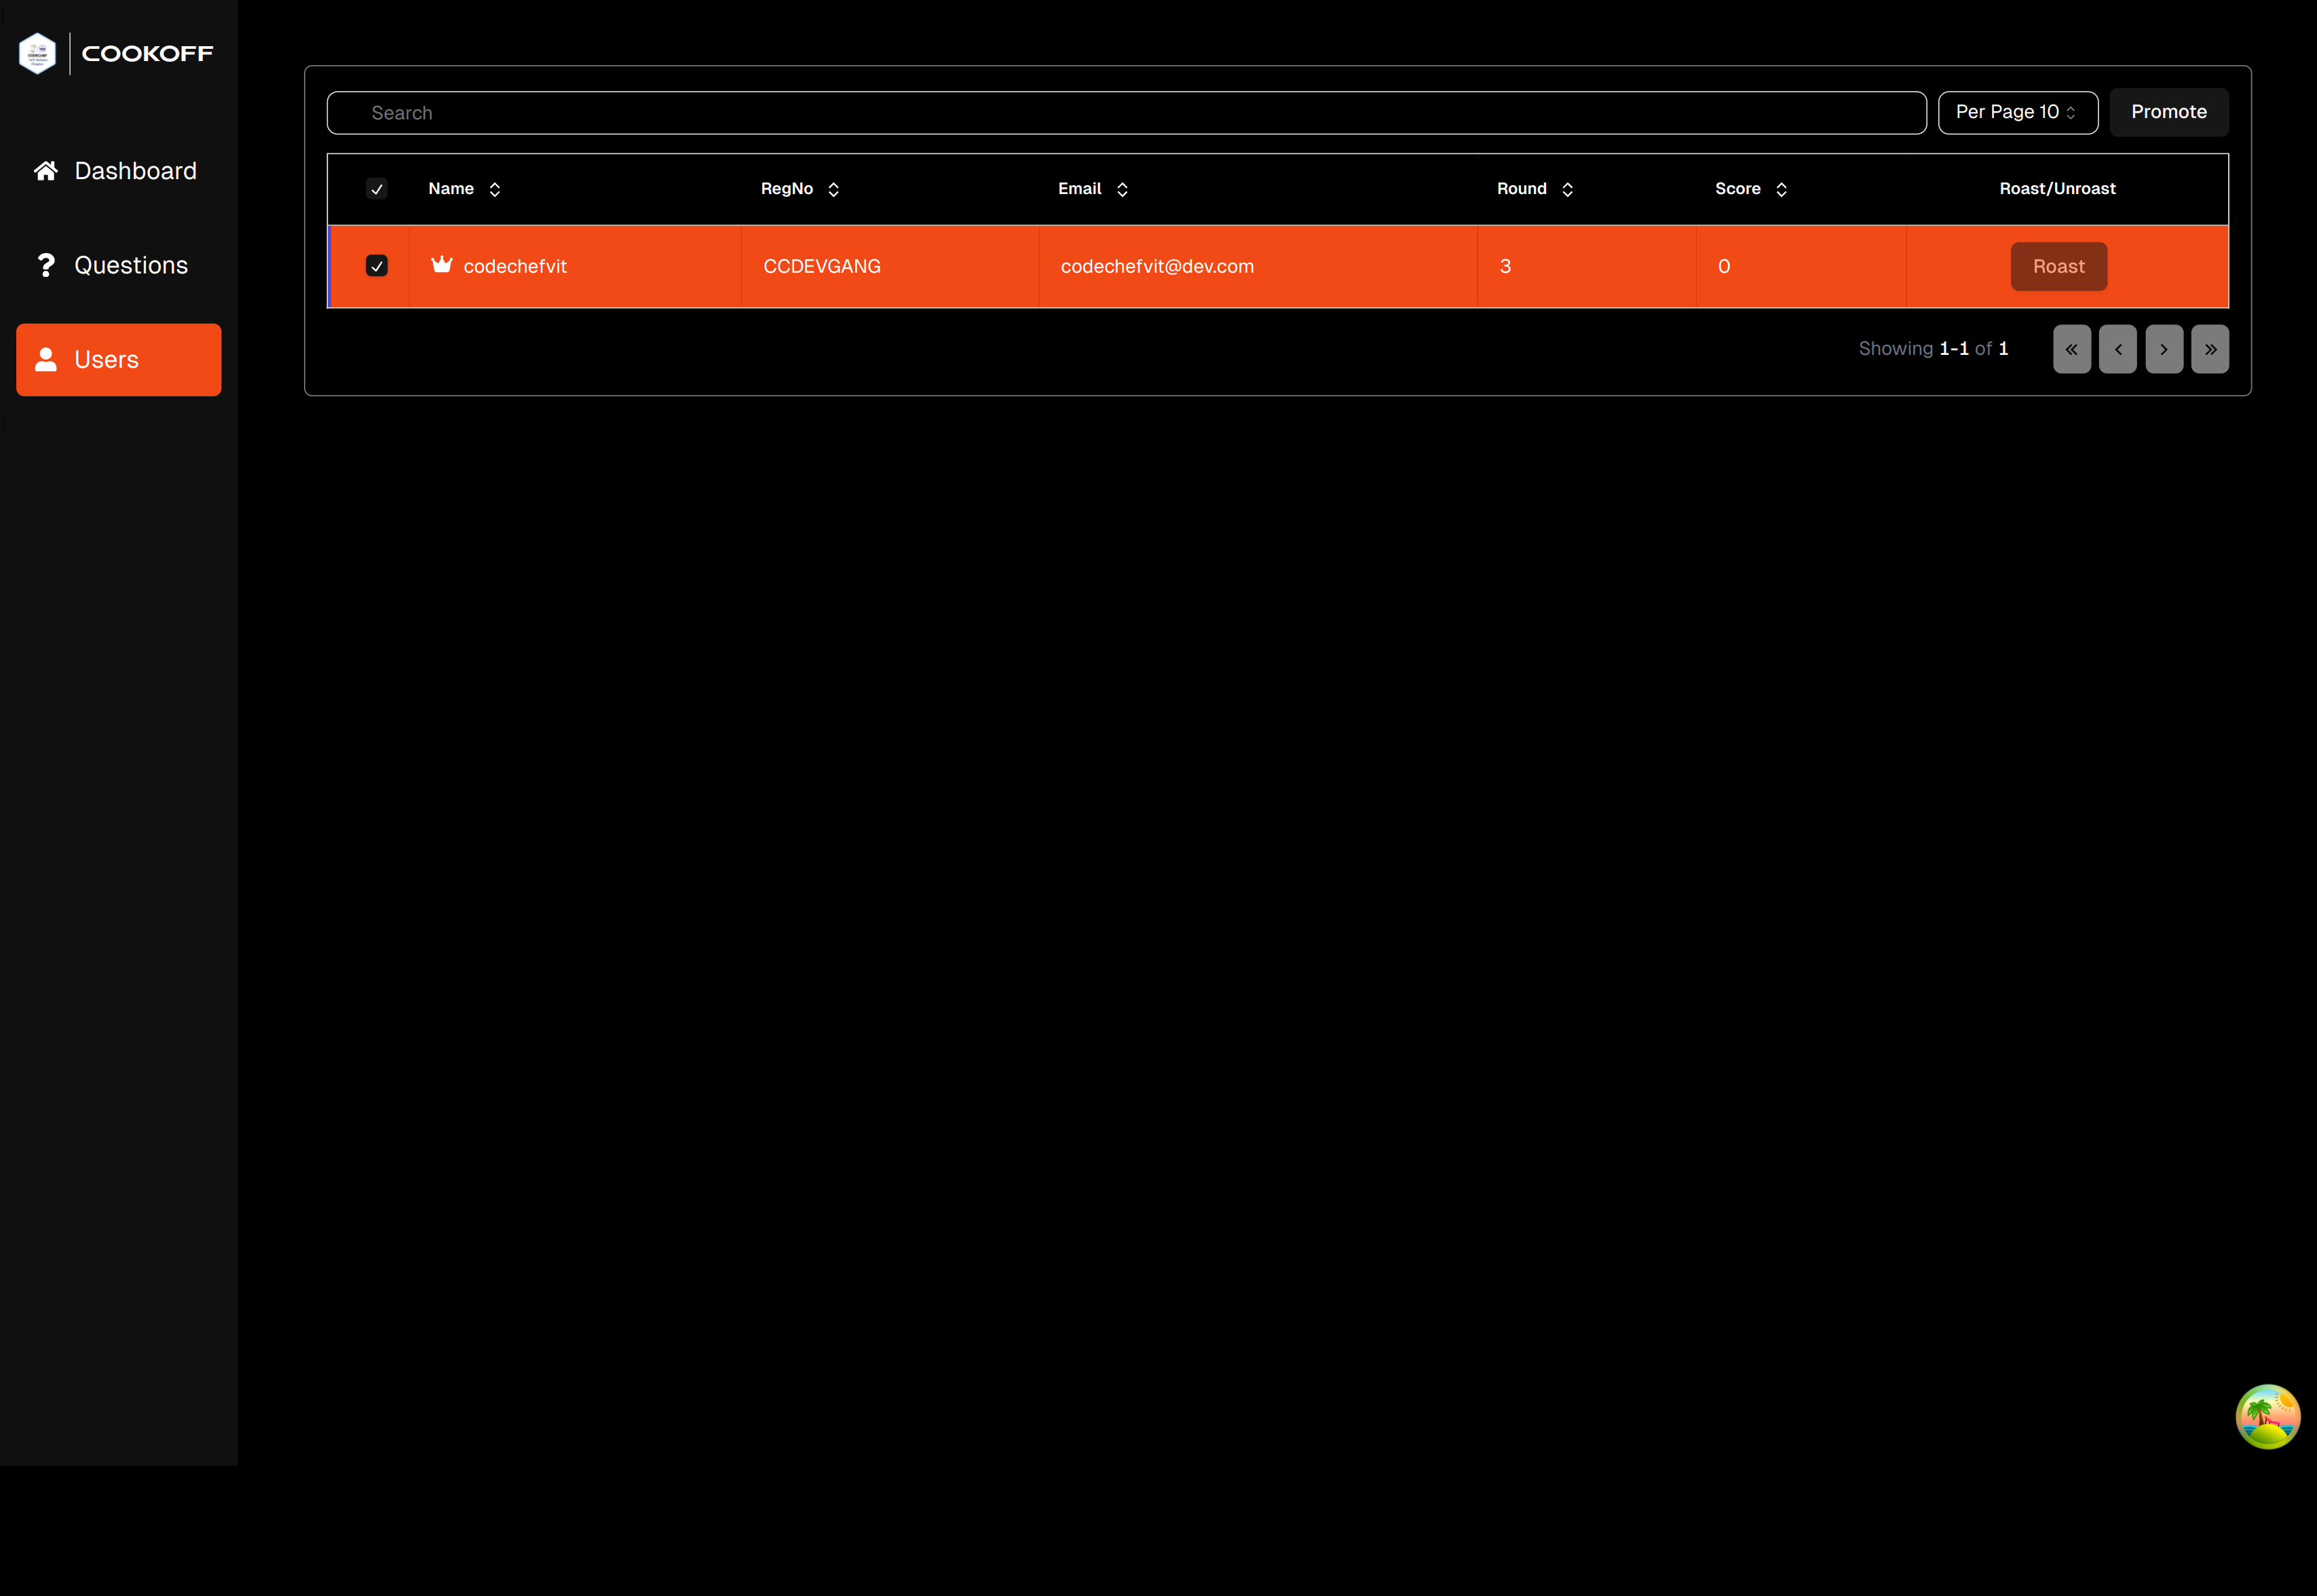 COOKOFF
Dashboard
Questions
Users
Search
Per Page 10
Promote
Name RegNo Email Round Score Roast/Unroast
codechefvit CCDEVGANG codechefvit@dev.com 3 0 Roast
Showing 1-1 of 1